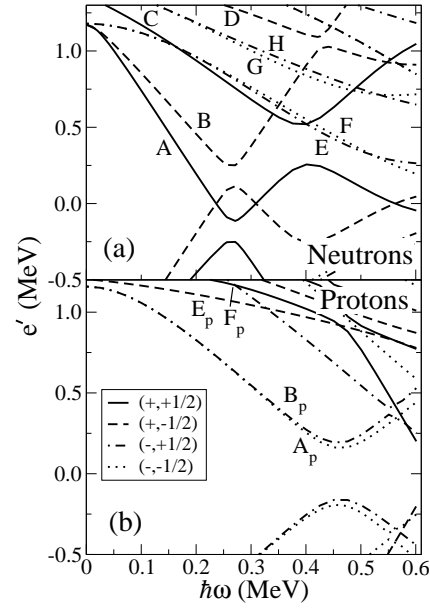 C
D
1.0
H
G
B
F
0.5
A
E
0.0
(a)
Neutrons
-0.5
e' (MeV)
Protons
E_p
F_p
1.0
0.5
(+,+1/2)
(+,-1/2)
(-,+1/2)
(-,-1/2)
B_p
A_p
0.0
(b)
-0.5
0 0.1 0.2 0.3 0.4 0.5 0.6
ℏω (MeV)